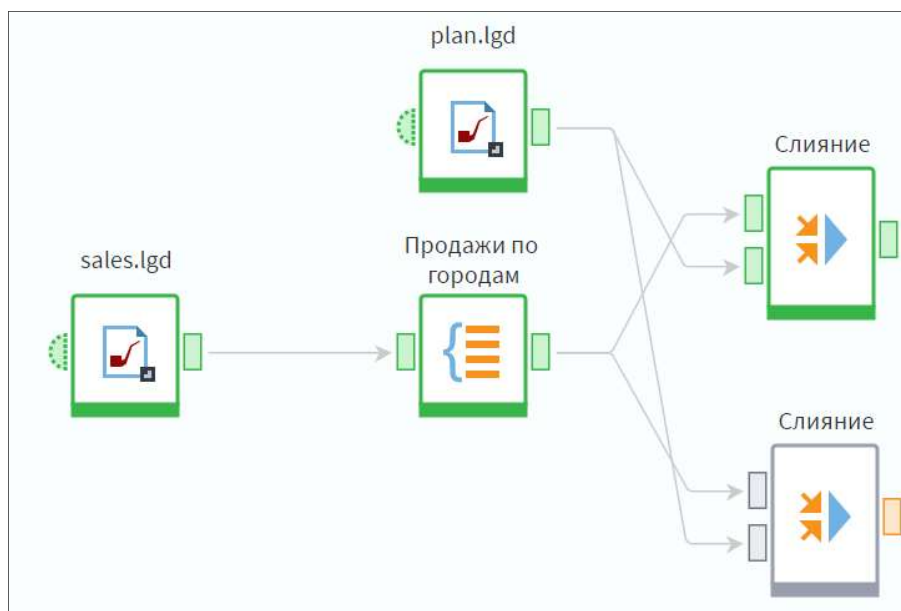 plan.lgd
Слияние
Продажи по
городам
sales.lgd
Слияние